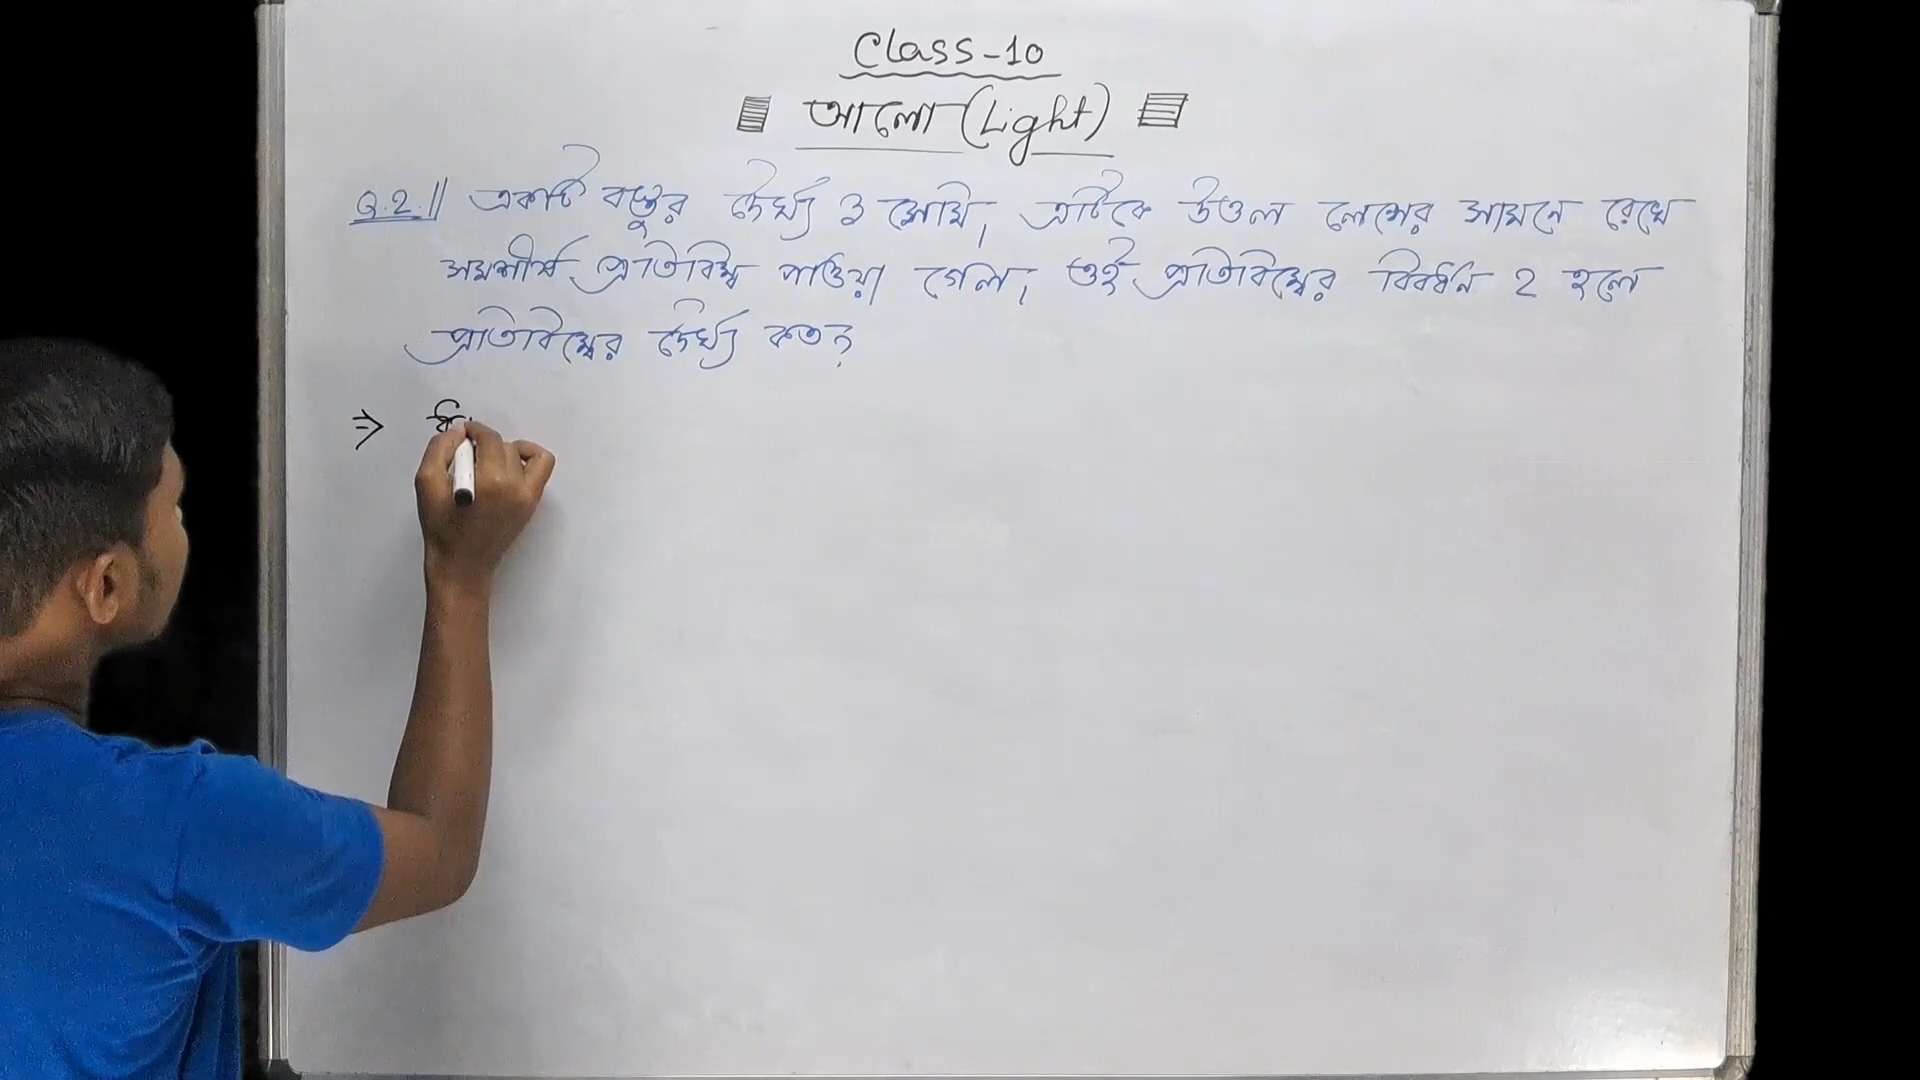 Class-10
আলো (Light)
Q.2.|| একটি বস্তুর দৈর্ঘ্য 3 সেমি, এটিকে উত্তল লেন্সের সামনে রেখে
সমশীর্ষ প্রতিবিম্ব পাওয়া গেল, ওই প্রতিবিম্বের বিবর্ধন 2 হলে
প্রতিবিম্বের দৈর্ঘ্য কত?
⇒